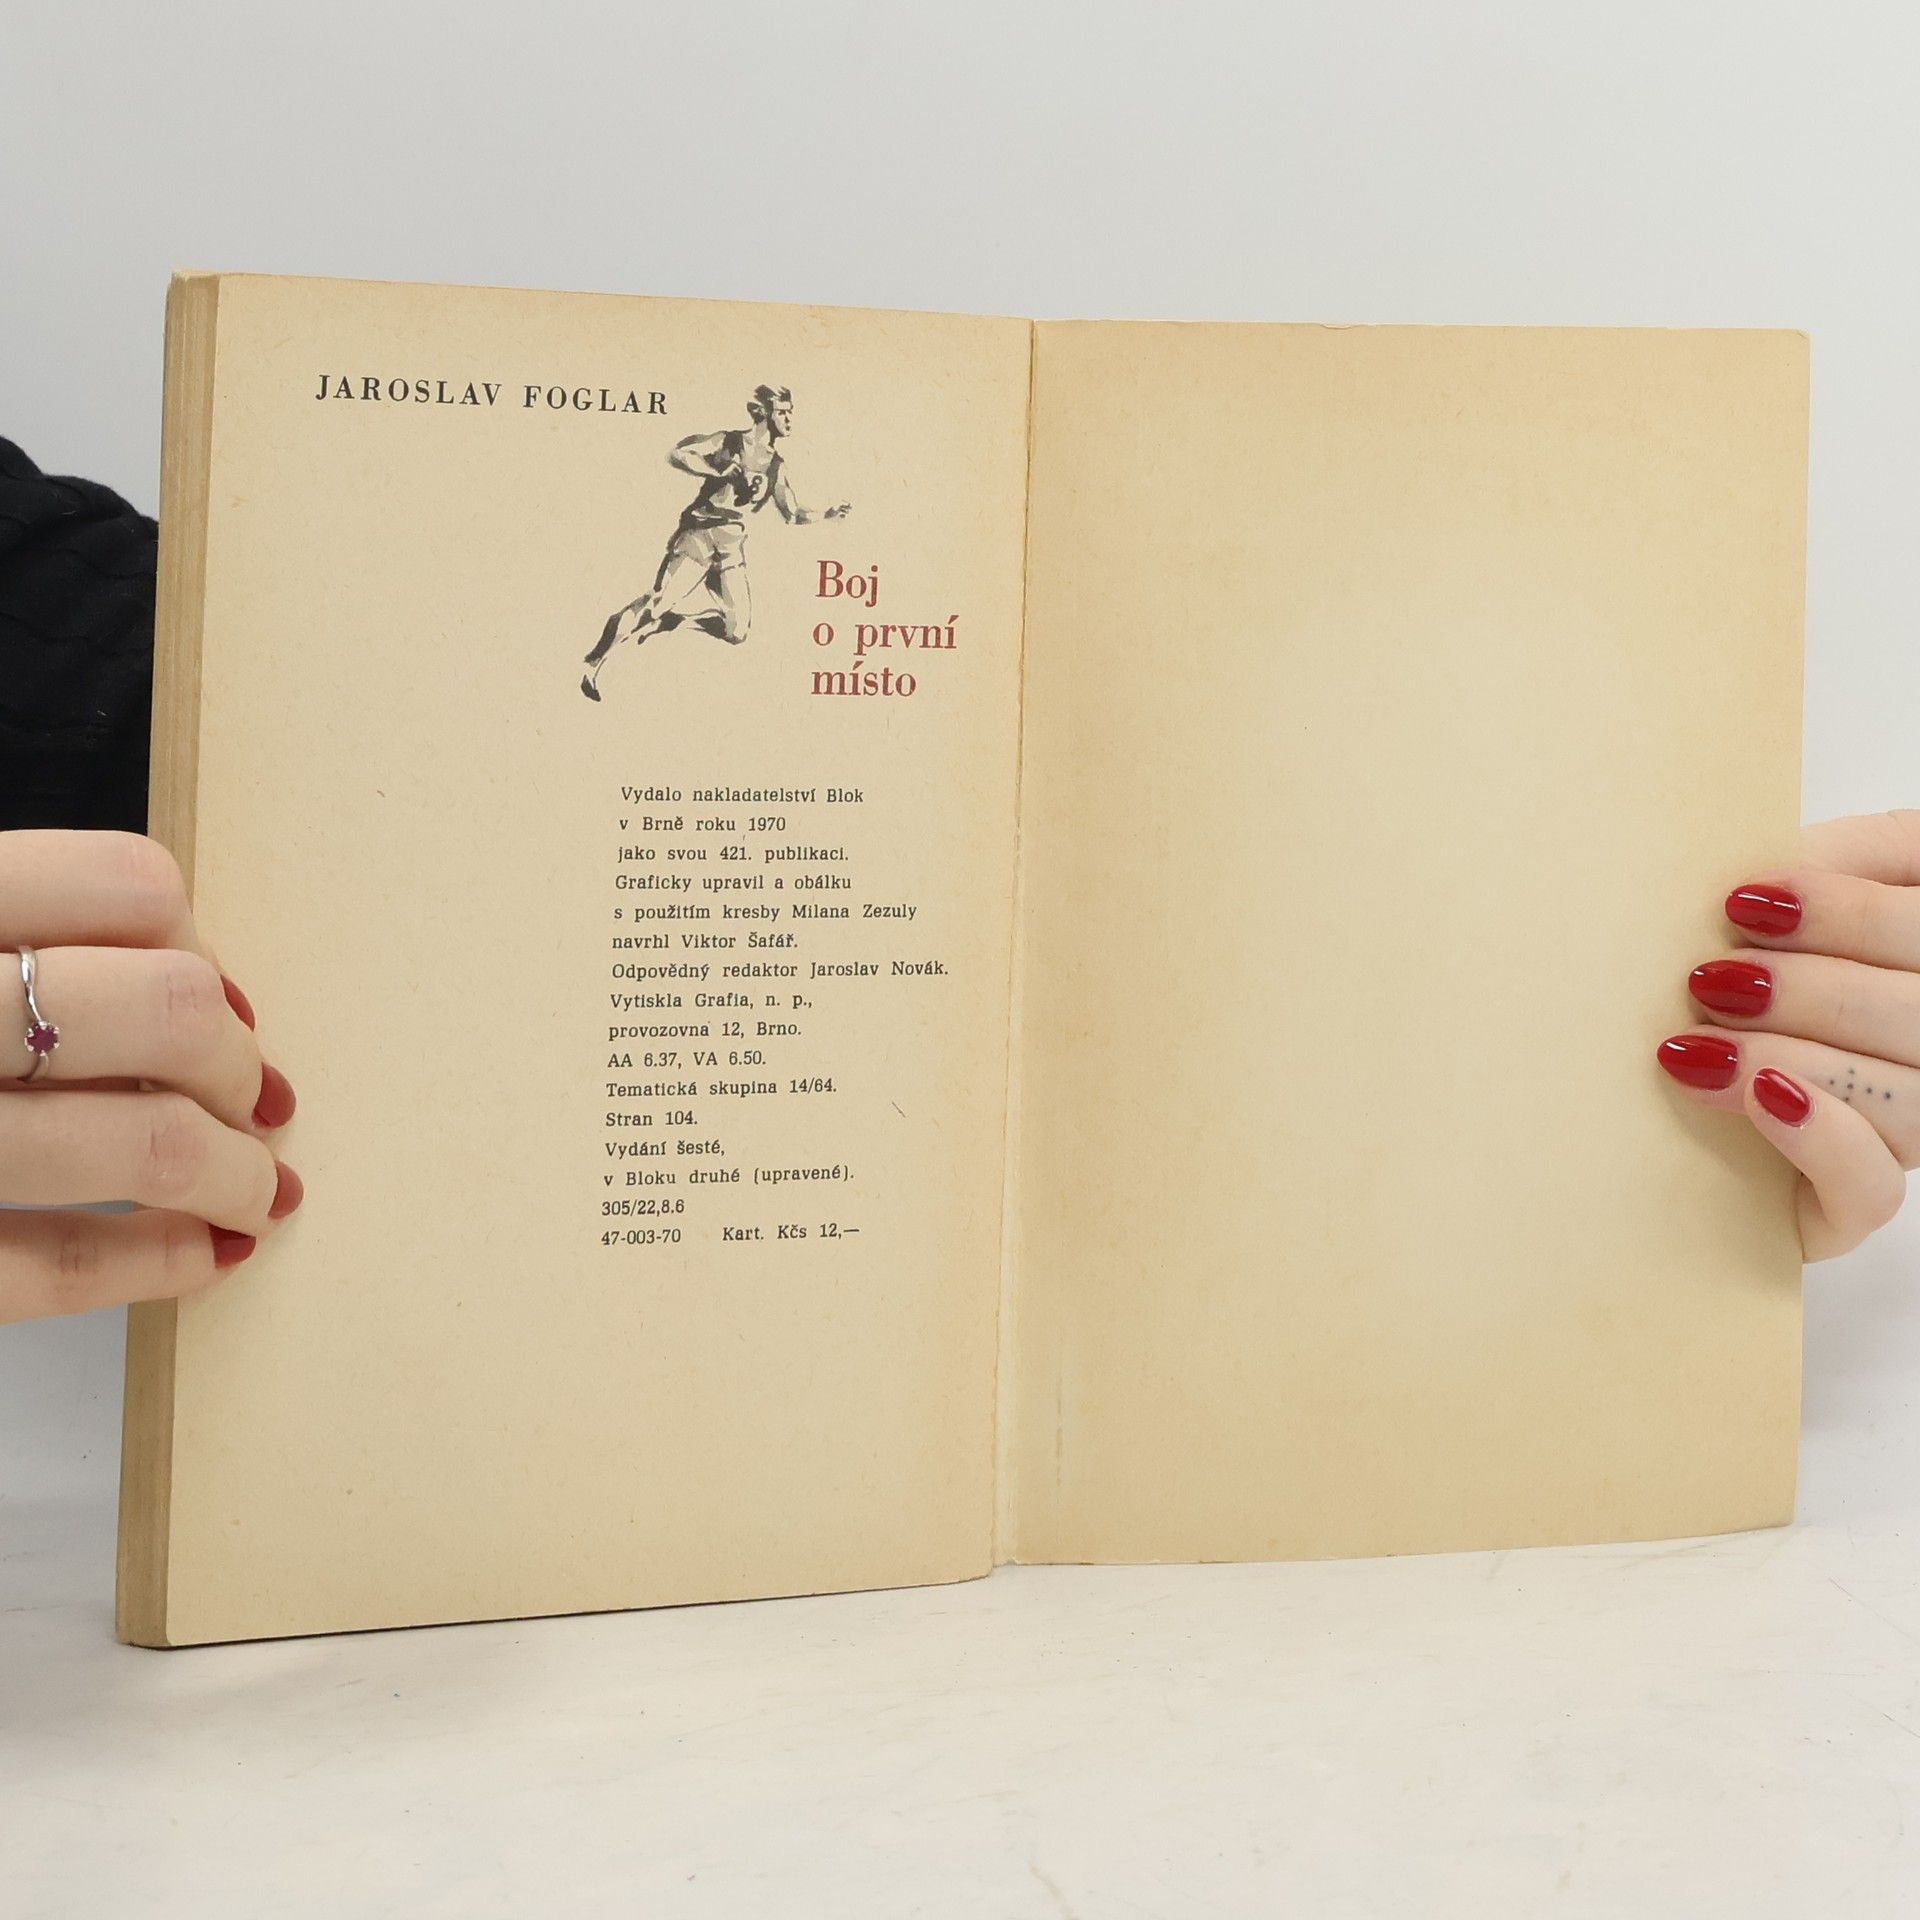 JAROSLAV FOGLAR
8
Boj
o první
místo
Vydalo nakladatelství Blok
v Brně roku 1970
jako svou 421. publikaci.
Graficky upravil a obálku
s použitím kresby Milana Zezuly
navrhl Viktor Šafář.
Odpovědný redaktor Jaroslav Novák.
Vytiskla Grafia, n. p.,
provozovna 12, Brno.
AA 6.37, VA 6.50.
Tematická skupina 14/64.
Stran 104.
Vydání šesté,
v Bloku druhé (upravené).
305/22,8.6
47-003-70 Kart. Kčs 12,—